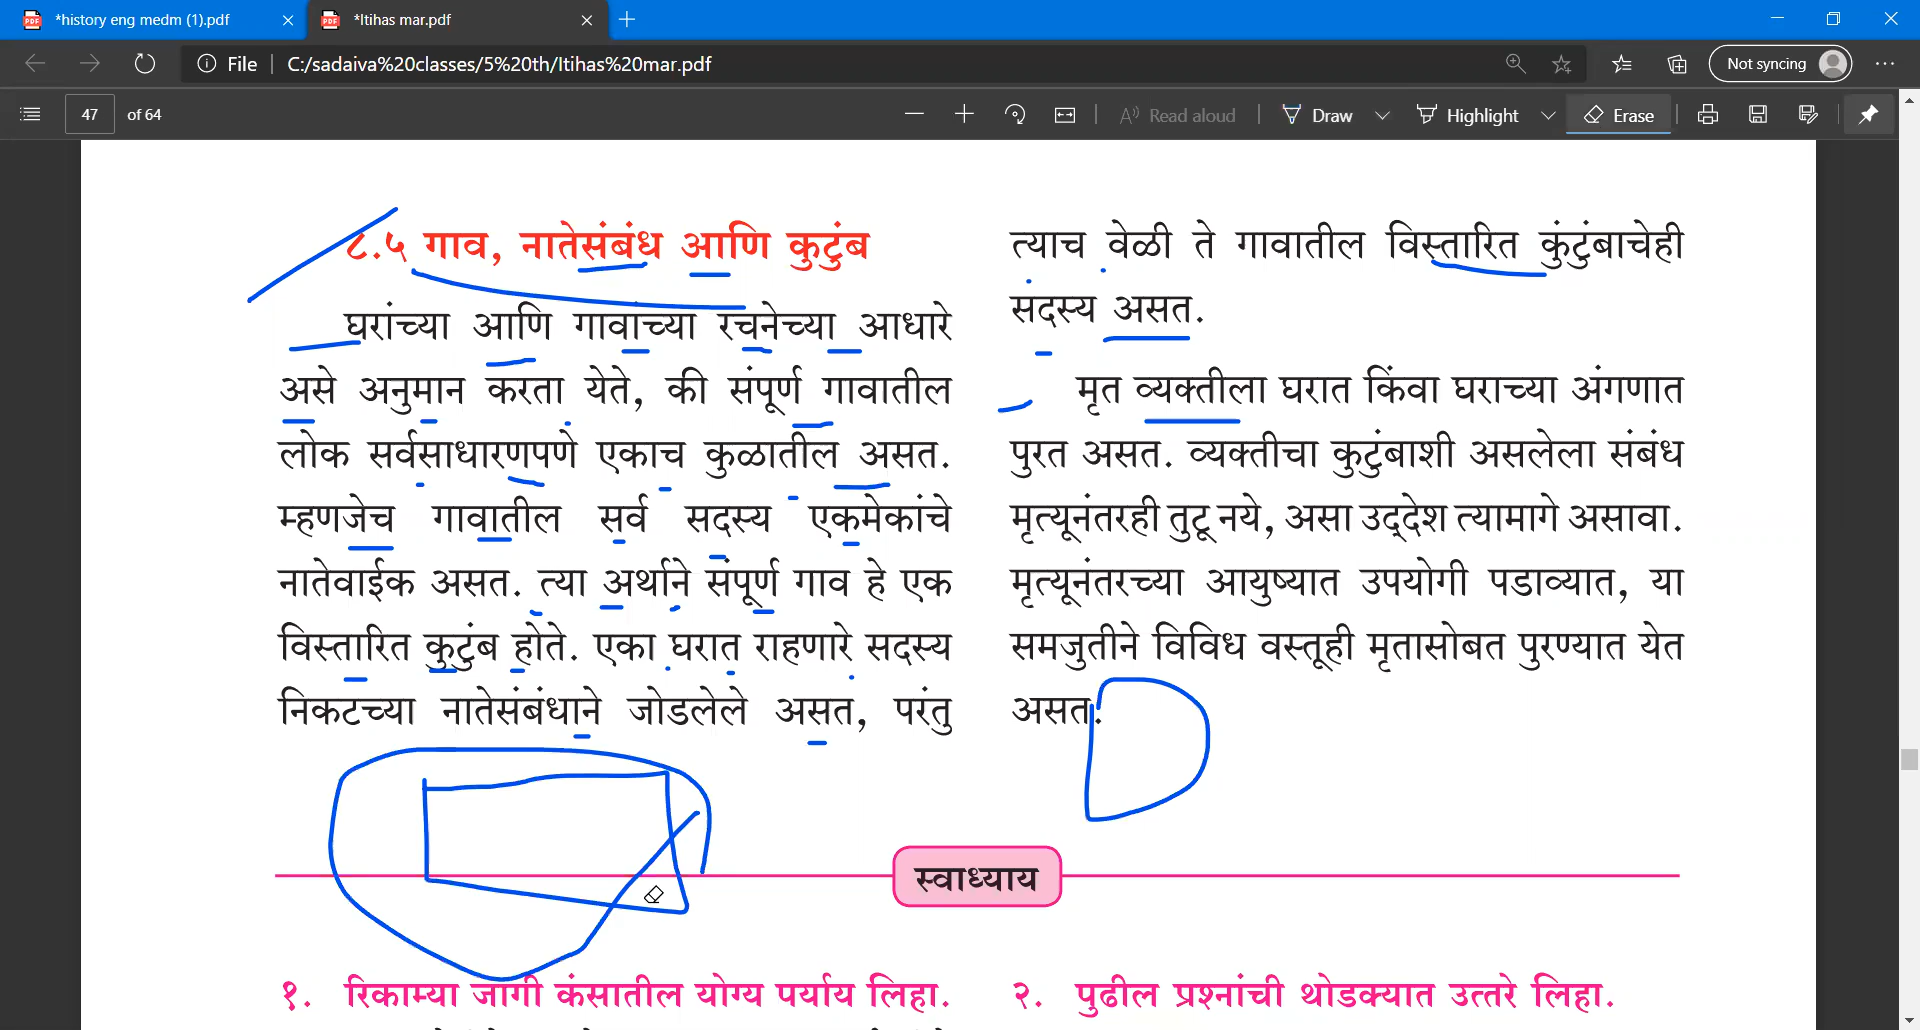 *history eng medm (1).pdf
*Itihas mar.pdf
File
C:/sadaiva%20classes/5%20th/Itihas%20mar.pdf
Not syncing
47 of 64
Read aloud
Draw
Highlight
Erase
८.५ गाव, नातेसंबंध आणि कुटुंब
घरांच्या आणि गावांच्या रचनेच्या आधारे
असे अनुमान करता येते, की संपूर्ण गावातील
लोक सर्वसाधारणपणे एकाच कुळातील असत.
म्हणजेच गावातील सर्व सदस्य एकमेकांचे
नातेवाईक असत. त्या अर्थाने संपूर्ण गाव हे एक
विस्तारित कुटुंब होते. एका घरात राहणारे सदस्य
निकटच्या नातेसंबंधाने जोडलेले असत, परंतु
त्याच वेळी ते गावातील विस्तारित कुंटुंबाचेही
सदस्य असत.
मृत व्यक्तीला घरात किंवा घराच्या अंगणात
पुरत असत. व्यक्तीचा कुटुंबाशी असलेला संबंध
मृत्यूनंतरही तुटू नये, असा उद्देश त्यामागे असावा.
मृत्यूनंतरच्या आयुष्यात उपयोगी पडाव्यात, या
समजुतीने विविध वस्तूही मृतासोबत पुरण्यात येत
असत.
स्वाध्याय
१. रिकाम्या जागी कंसातील योग्य पर्याय लिहा.
२. पुढील प्रश्नांची थोडक्यात उत्तरे लिहा.